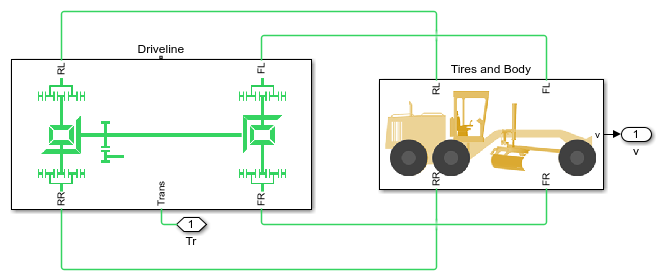 Driveline
RL
FL
Tires and Body
RL
FL
v
1
v
RR
Trans
FR
RR
FR
1
Tr